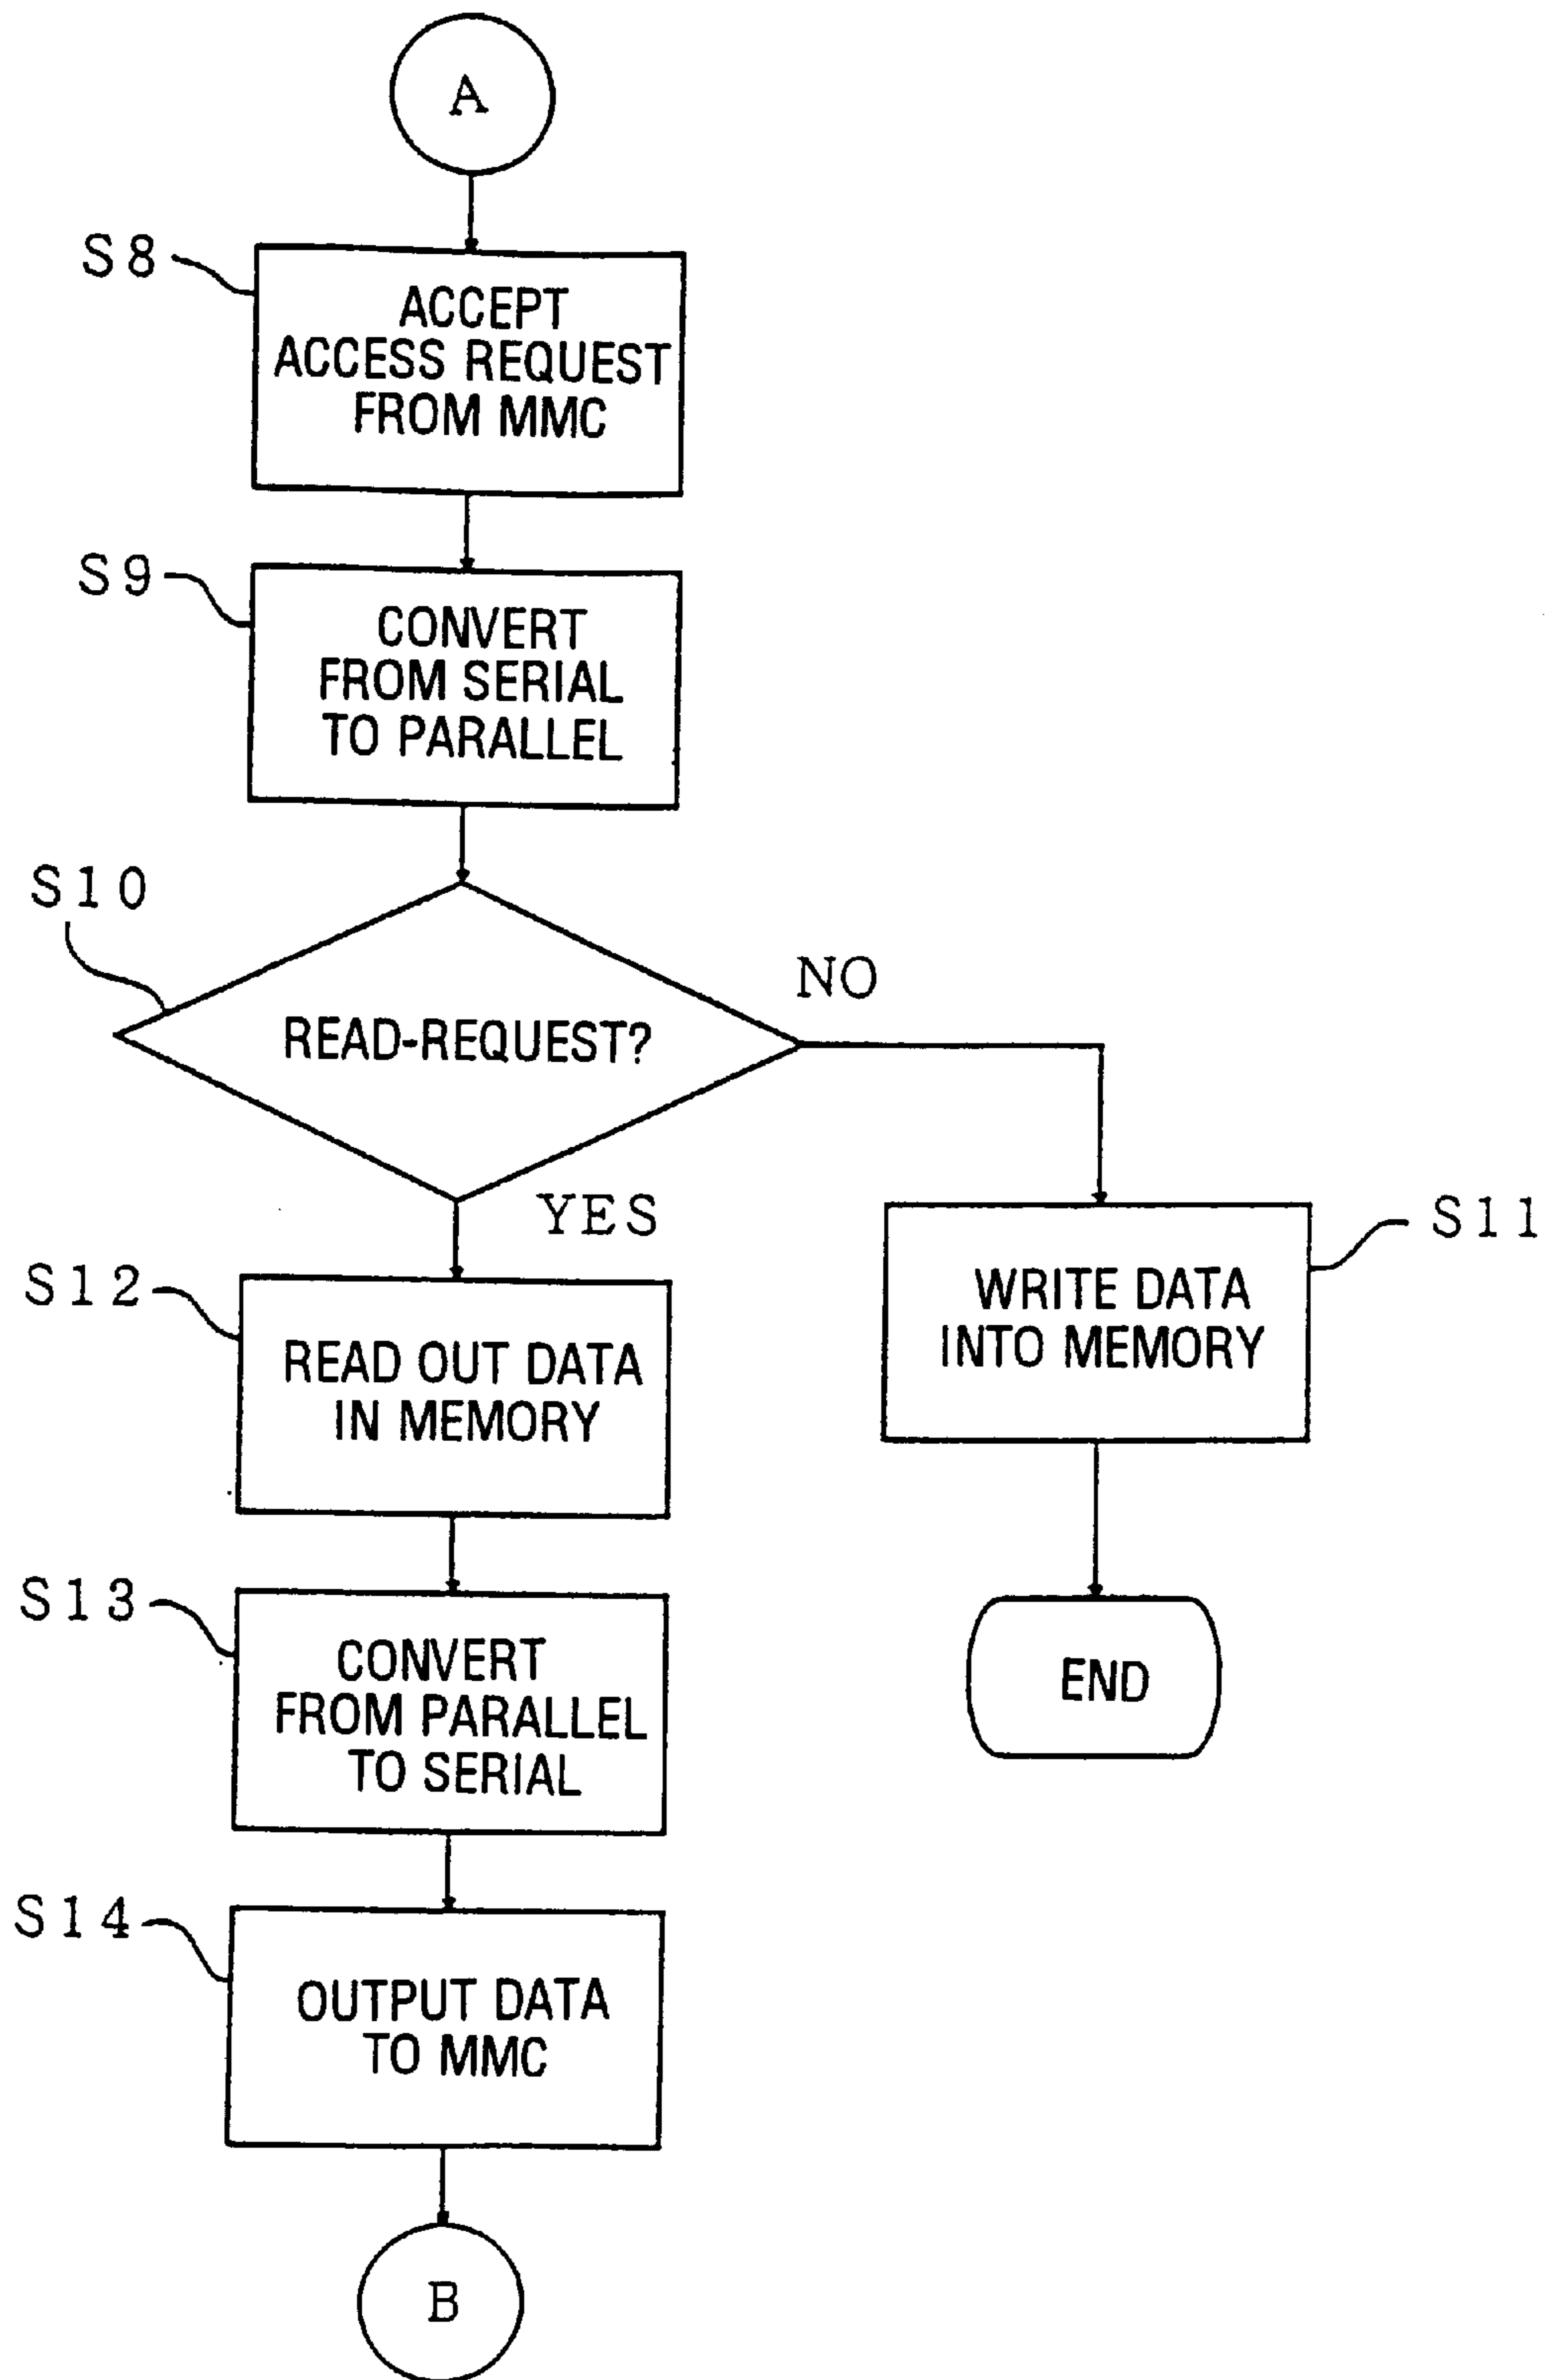 A
S8
ACCEPT
ACCESS REQUEST
FROM MMC
S9
CONVERT
FROM SERIAL
TO PARALLEL
S10
READ-REQUEST?
NO
YES
S11
WRITE DATA
INTO MEMORY
S12
READ OUT DATA
IN MEMORY
S13
CONVERT
FROM PARALLEL
TO SERIAL
END
S14
OUTPUT DATA
TO MMC
B